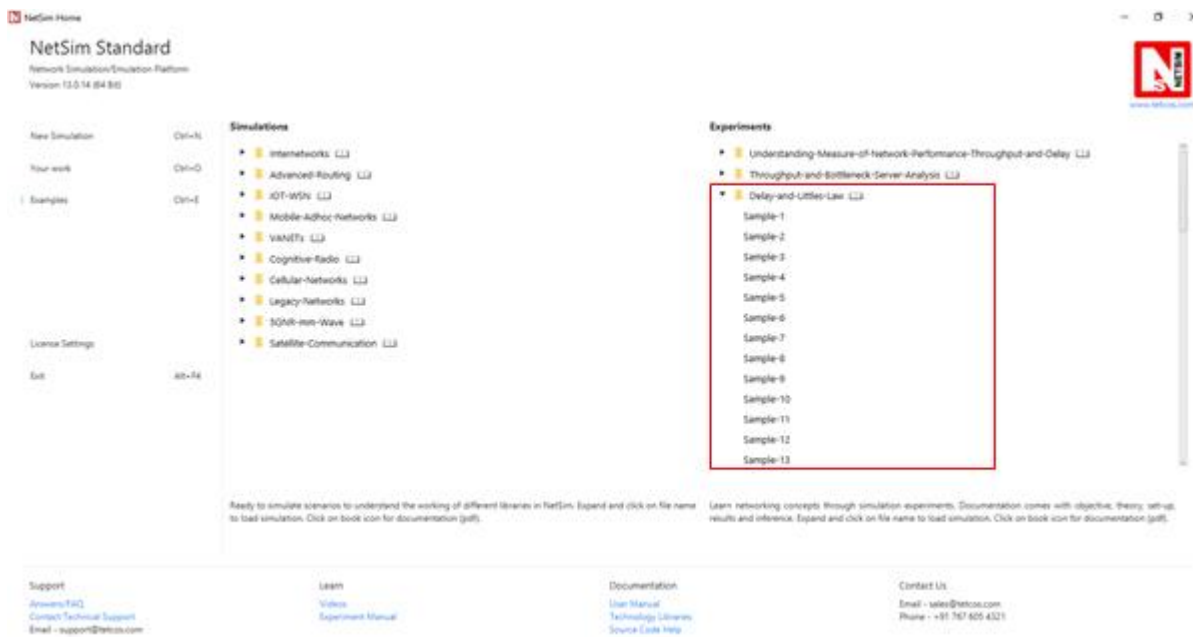 NetSim Home
NetSim Standard
Network Simulation/Emulation Platform
Version 13.0.14 (64 Bit)
NETSIM
www.tetcos.com
New Simulation Ctrl+N
Your work Ctrl+O
Examples Ctrl+E
License Settings
Exit Alt+F4
Simulations
Internetworks
Advanced-Routing
IOT-WSN
Mobile-Adhoc-Networks
VANETs
Cognitive-Radio
Cellular-Networks
Legacy-Networks
5GNR-mm-Wave
Satellite-Communication
Ready to simulate scenarios to understand the working of different libraries in NetSim. Expand and click on file name
to load simulation. Click on book icon for documentation (pdf).
Experiments
Understanding-Measure-of-Network-Performance-Throughput-and-Delay
Throughput-and-Bottleneck-Server-Analysis
Delay-and-Littles-Law
Sample-1
Sample-2
Sample-3
Sample-4
Sample-5
Sample-6
Sample-7
Sample-8
Sample-9
Sample-10
Sample-11
Sample-12
Sample-13
Learn networking concepts through simulation experiments. Documentation comes with objective, theory, set-up,
results and inference. Expand and click on file name to load simulation. Click on book icon for documentation (pdf).
Support
Answers/FAQ
Contact Technical Support
Email - support@tetcos.com
Learn
Videos
Experiment Manual
Documentation
User Manual
Technology Libraries
Source Code Help
Contact Us
Email - sales@tetcos.com
Phone - +91 767 605 4321